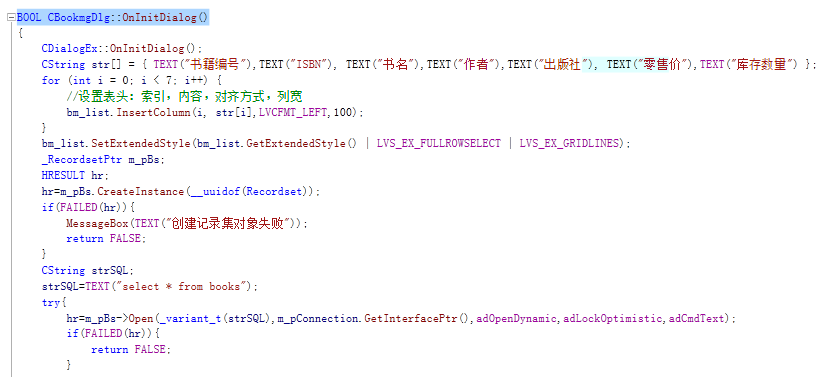 BOOL CBookmgDlg::OnInitDialog()
{
CDialogEx::OnInitDialog();
CString str[] = { TEXT("书籍编号"),TEXT("ISBN"), TEXT("书名"),TEXT("作者"),TEXT("出版社"), TEXT("零售价"),TEXT("库存数量") };
for (int i = 0; i < 7; i++) {
//设置表头：索引，内容，对齐方式，列宽
bm_list.InsertColumn(i, str[i],LVCFMT_LEFT,100);
}
bm_list.SetExtendedStyle(bm_list.GetExtendedStyle() | LVS_EX_FULLROWSELECT | LVS_EX_GRIDLINES);
_RecordsetPtr m_pBs;
HRESULT hr;
hr=m_pBs.CreateInstance(__uuidof(Recordset));
if(FAILED(hr)){
MessageBox(TEXT("创建记录集对象失败"));
return FALSE;
}
CString strSQL;
strSQL=TEXT("select * from books");
try{
hr=m_pBs->Open(_variant_t(strSQL),m_pConnection.GetInterfacePtr(),adOpenDynamic,adLockOptimistic,adCmdText);
if(FAILED(hr)){
return FALSE;
}